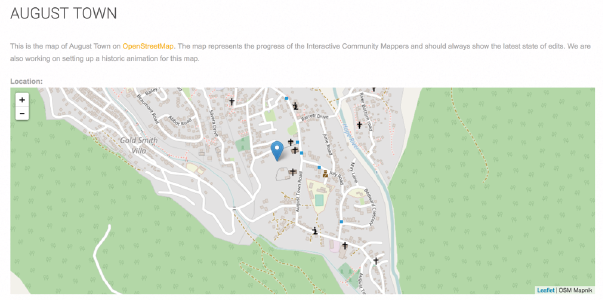 AUGUST TOWN
This is the map of August Town on OpenStreetMap. The map represents the progress of the Interactive Community Mappers and should always show the latest state of edits. We are
also working on setting up a historic animation for this map.
Location:
+
−
Gold Smith
Villa
August Town Road
Leaflet | OSM Mapnik